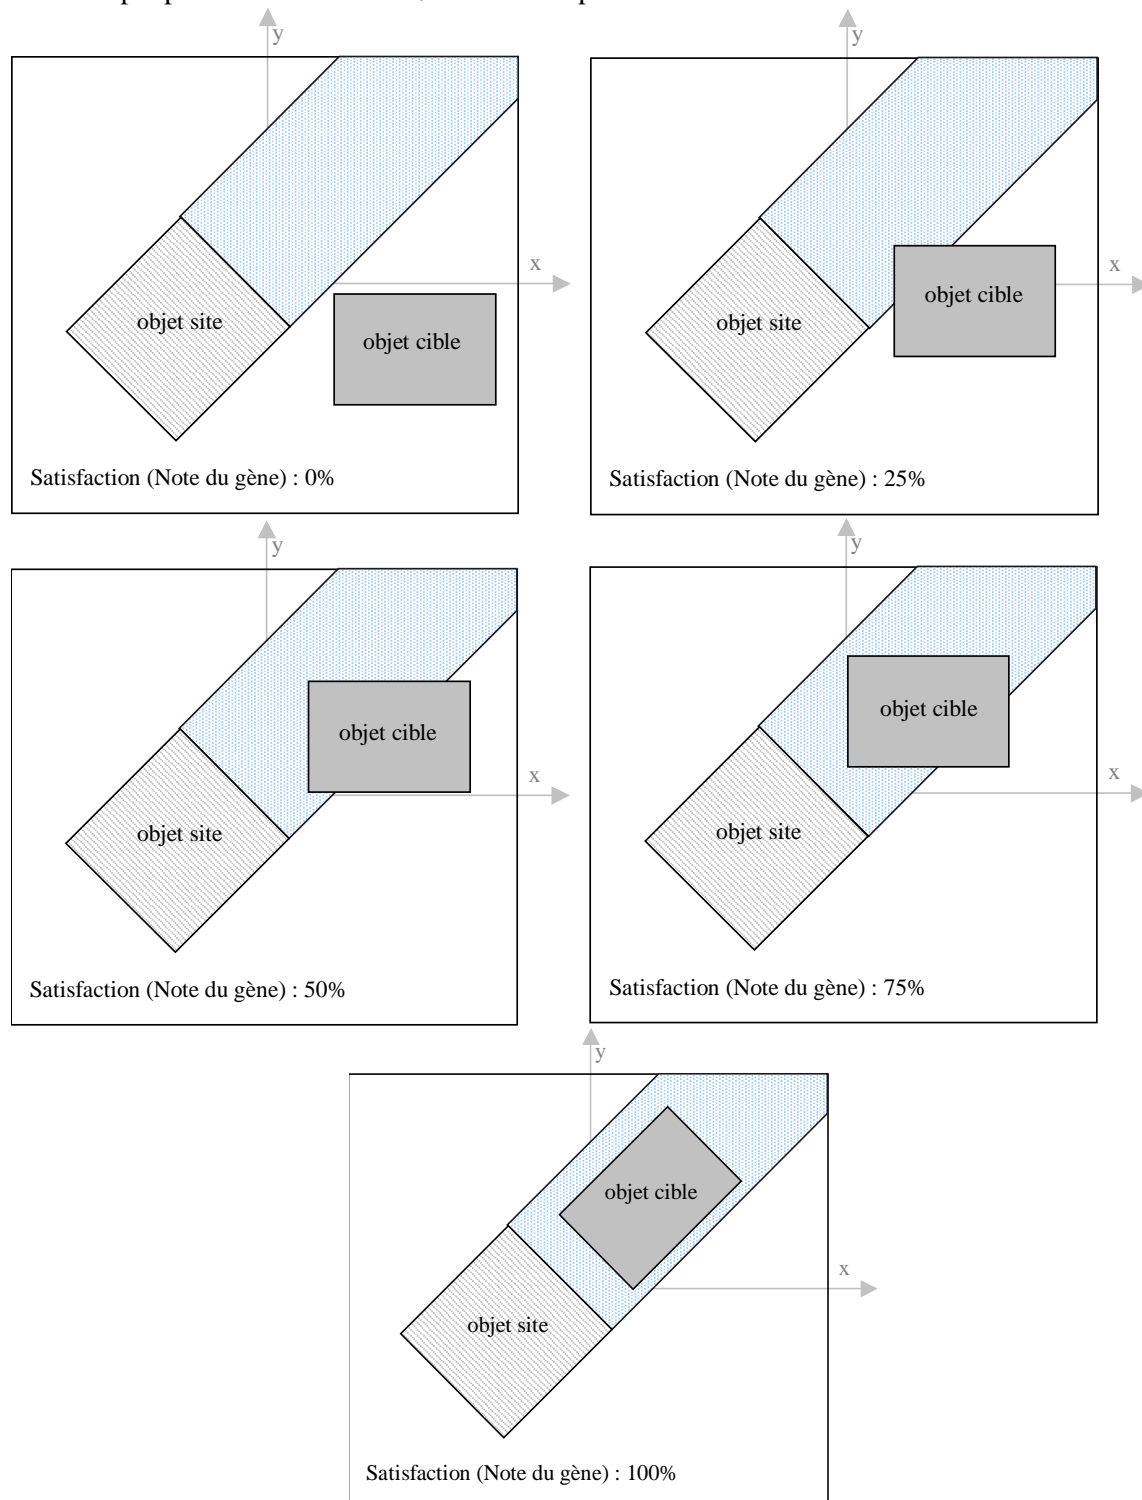 y
y
x
x
objet site
objet cible
objet site
objet cible
Satisfaction (Note du gène) : 0%
Satisfaction (Note du gène) : 25%
y
y
x
x
objet cible
objet cible
objet site
objet site
Satisfaction (Note du gène) : 50%
Satisfaction (Note du gène) : 75%
y
x
objet cible
objet site
Satisfaction (Note du gène) : 100%